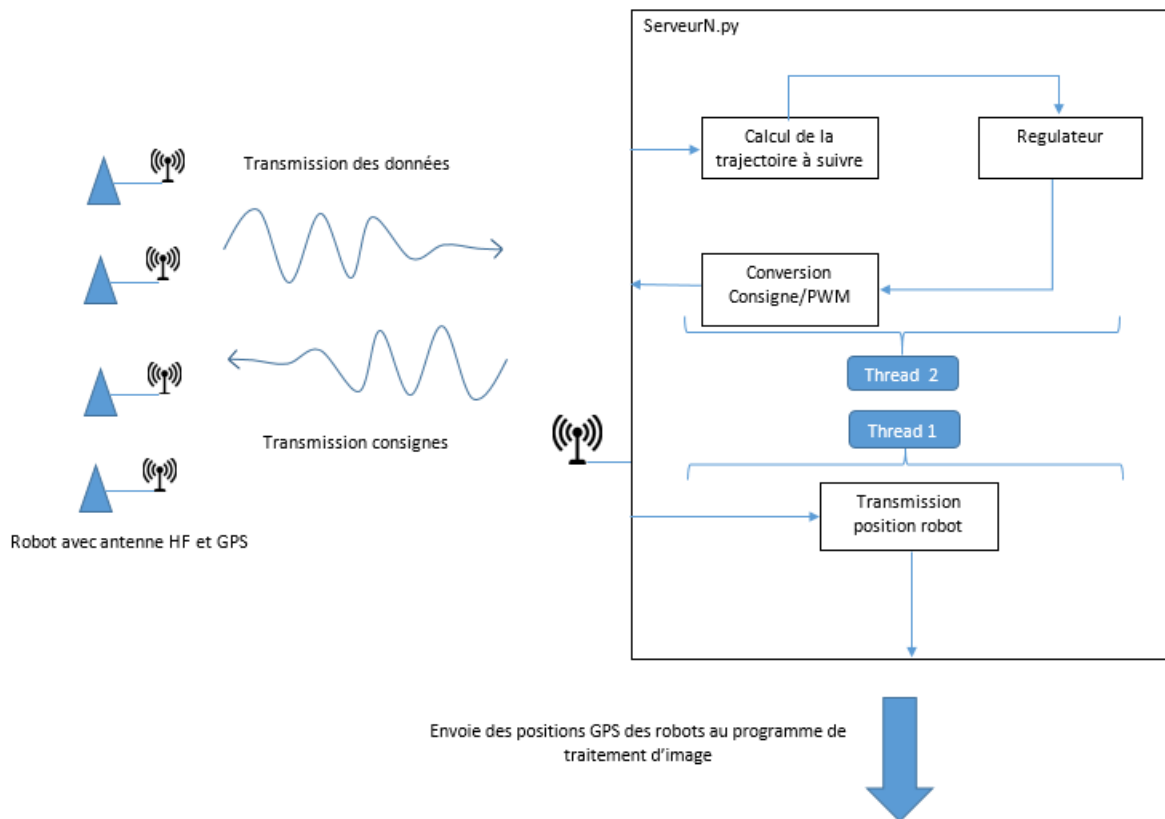 ServeurN.py
Calcul de la
trajectoire à suivre
Regulateur
Transmission des données
Conversion
Consigne/PWM
Thread 2
Thread 1
Transmission consignes
Transmission
position robot
Robot avec antenne HF et GPS
Envoie des positions GPS des robots au programme de
traitement d'image